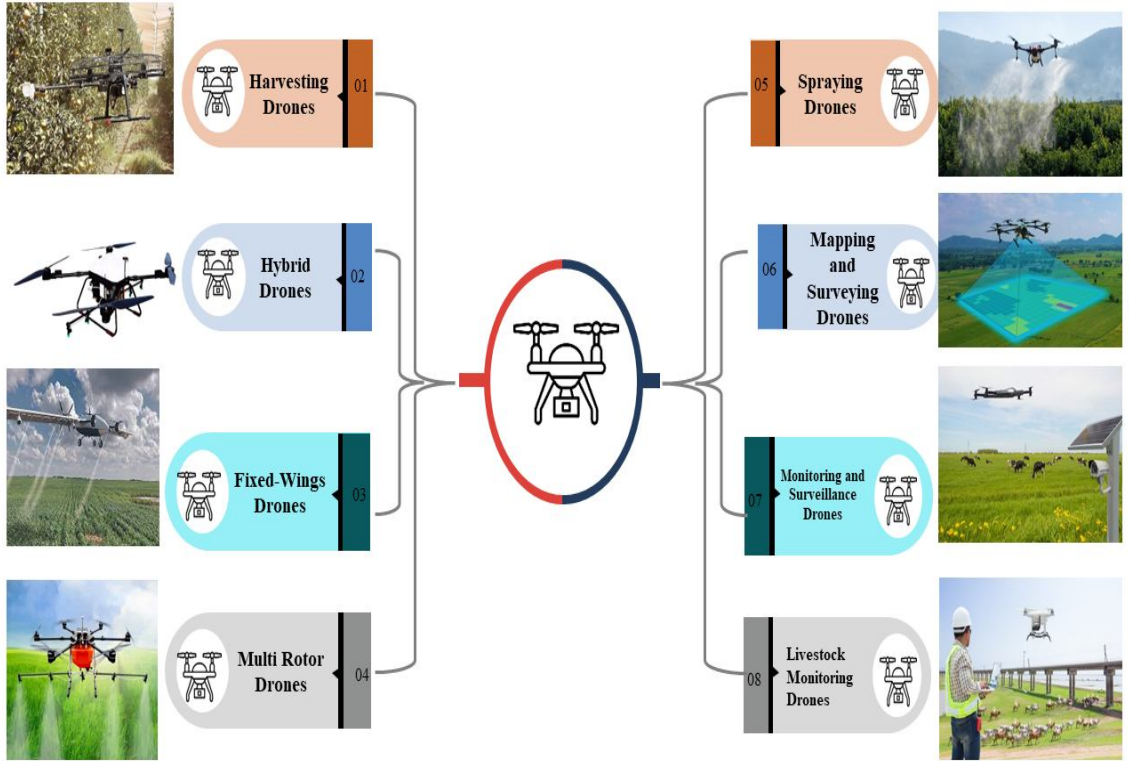 Harvesting
Drones
01
Hybrid
Drones
02
Fixed-Wings
Drones
03
Multi Rotor
Drones
04
05
Spraying
Drones
06
Mapping
and
Surveying
Drones
07
Monitoring and
Surveillance
Drones
08
Livestock
Monitoring
Drones